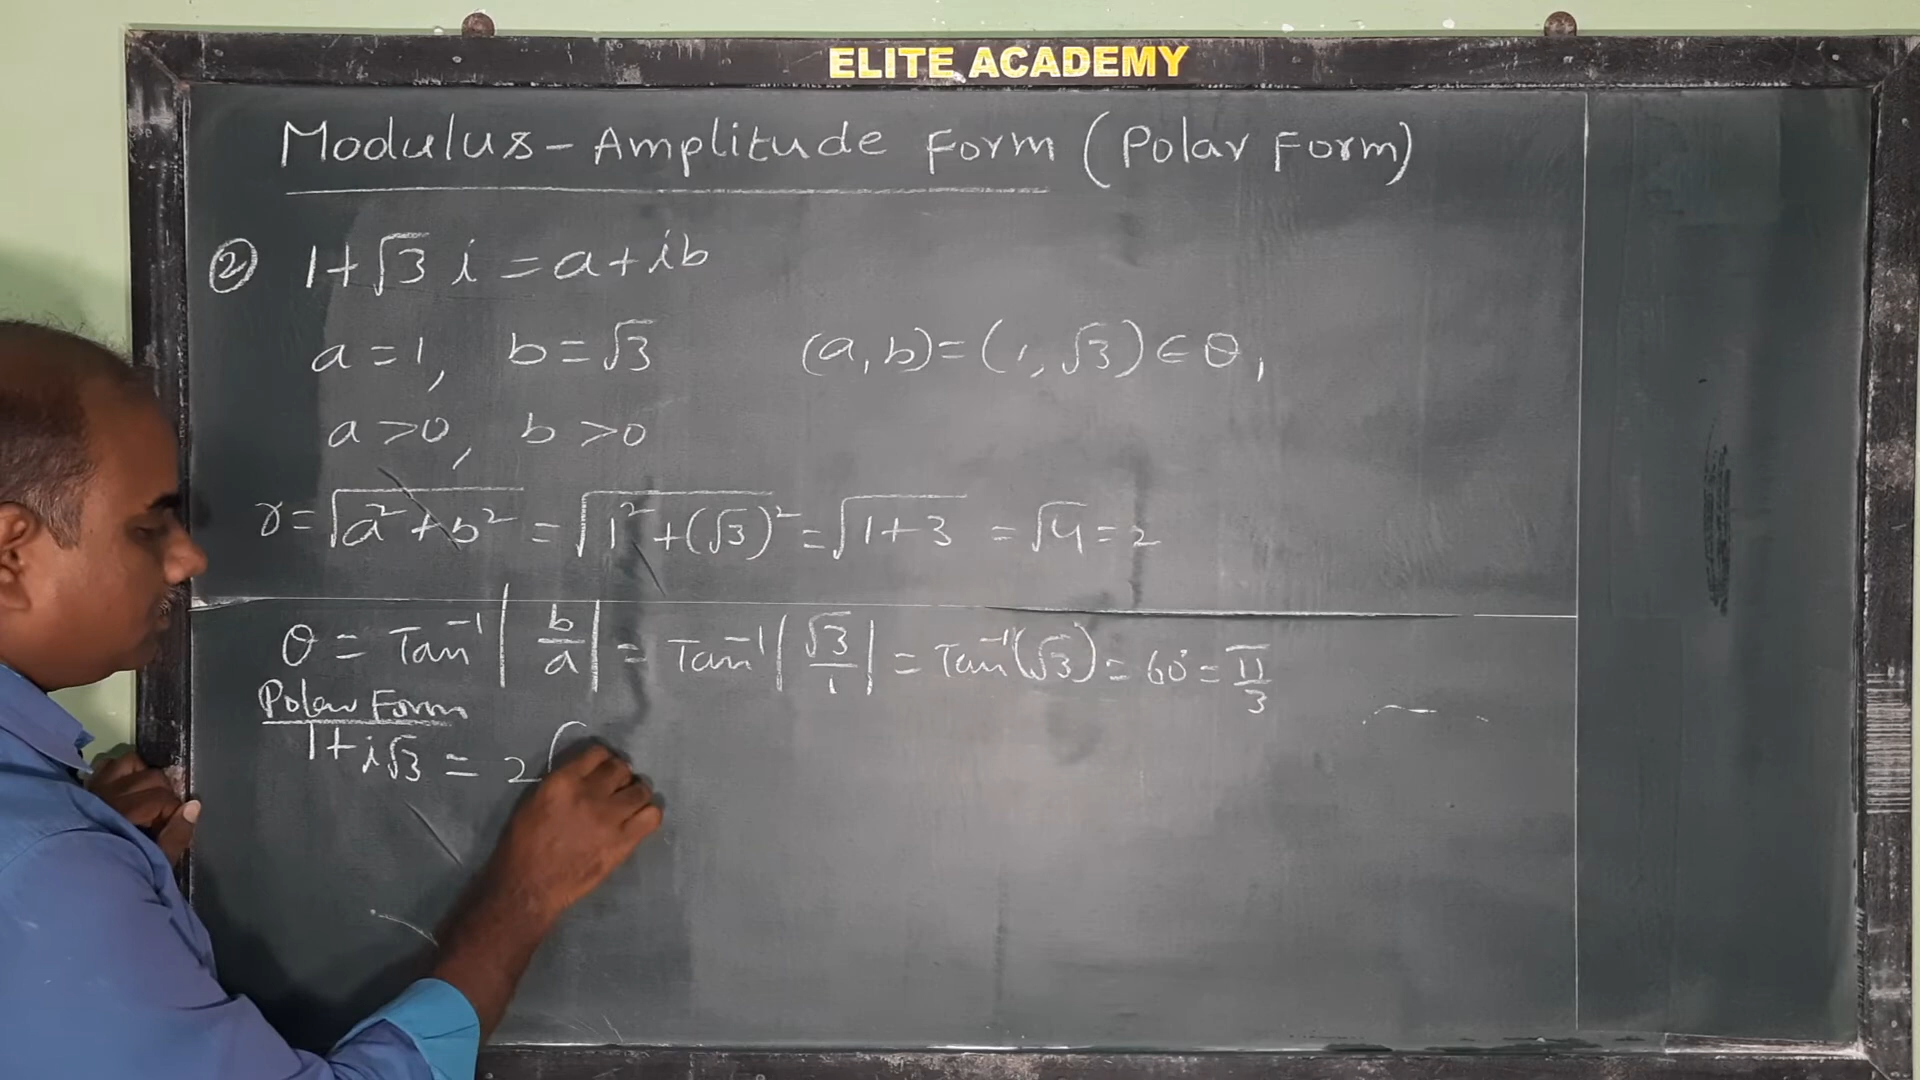 ELITE ACADEMY
Modulus - Amplitude Form (Polar Form)
② 1+√3 i = a+ib
a=1, b=√3 (a,b)=(1,√3)∈Q₁
a>0, b>0
r=√a²+b² = √1²+(√3)² = √1+3 = √4 = 2
θ = Tan⁻¹|b/a| = Tan⁻¹|√3/1| = Tan⁻¹(√3) = 60° = π/3
Polar Form
1+i√3 = 2(